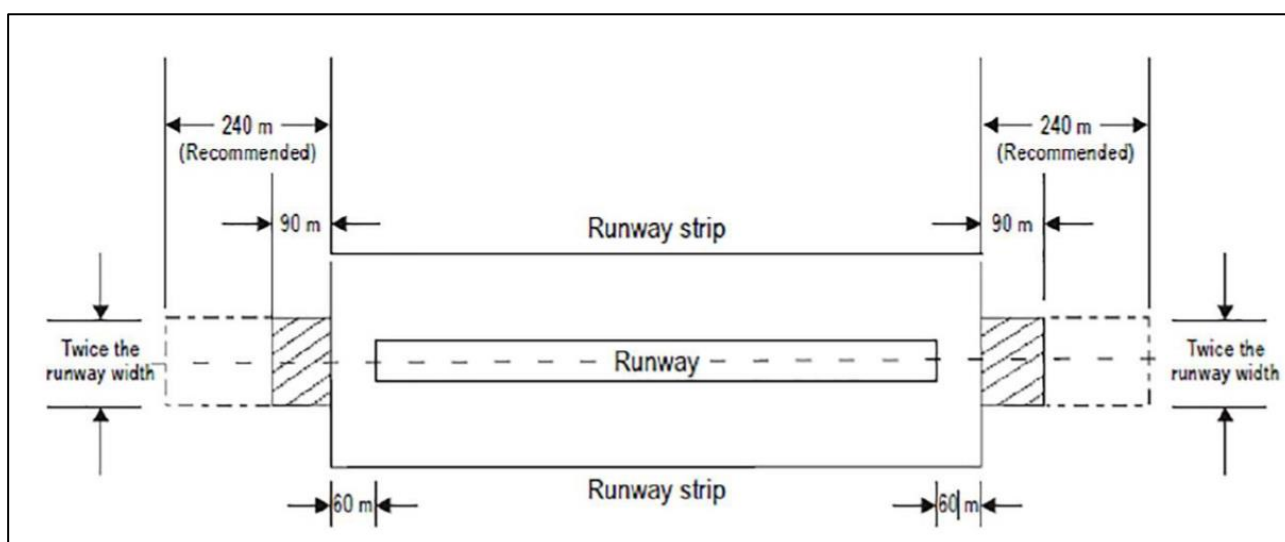 240 m
(Recommended)
240 m
(Recommended)
90 m
Runway strip
90 m
Twice the
runway width
Runway
Twice the
runway width
Runway strip
60 m
60 m